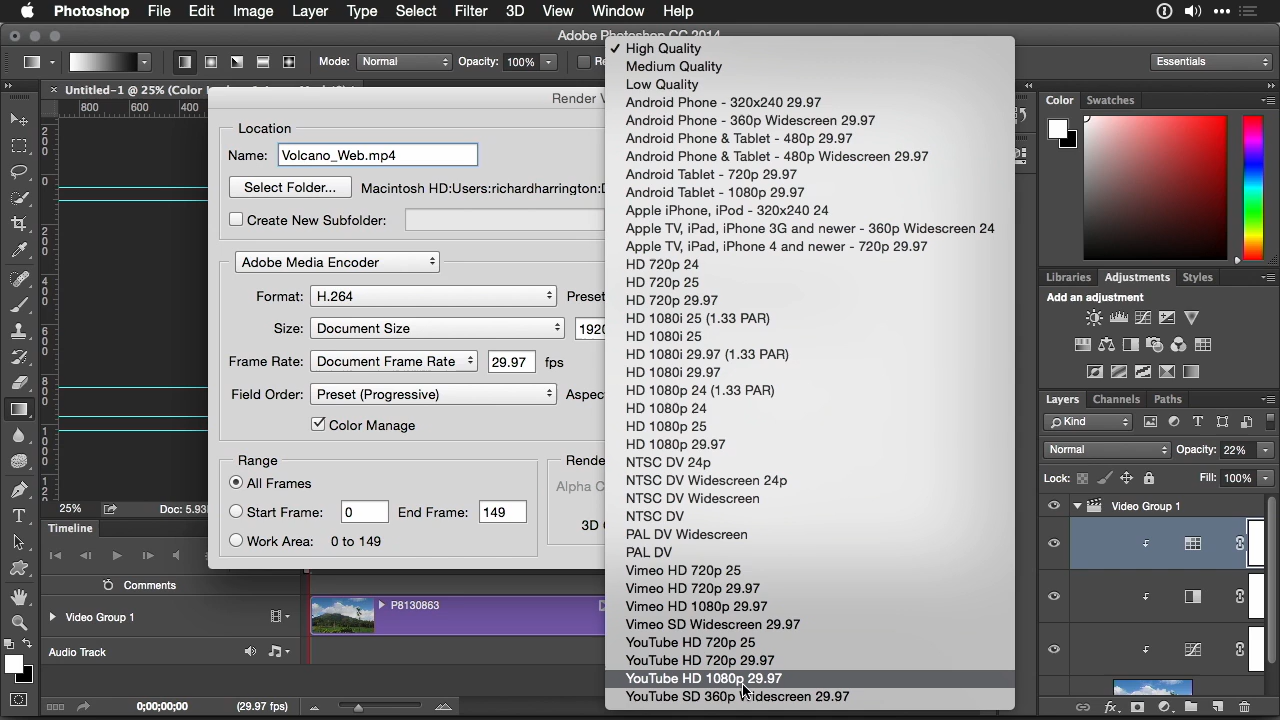 Photoshop File Edit Image Layer Type Select Filter 3D View Window Help
Adobe Photoshop CC 2014
Mode: Normal Opacity: 100% Essentials
Untitled-1 @ 25%
800 600 400
Render
Location
Name: Volcano_Web.mp4
Select Folder... Macintosh HD:Users:richardharrington:D
Create New Subfolder:
Adobe Media Encoder
Format: H.264 Prese
Size: Document Size 1920
Frame Rate: Document Frame Rate 29.97 fps
Field Order: Preset (Progressive) Aspec
Color Manage
Range
All Frames
Start Frame: 0 End Frame: 149
Work Area: 0 to 149
Rende
Alpha C
3D
✓ High Quality
Medium Quality
Low Quality
Android Phone - 320x240 29.97
Android Phone - 360p Widescreen 29.97
Android Phone & Tablet - 480p 29.97
Android Phone & Tablet - 480p Widescreen 29.97
Android Tablet - 720p 29.97
Android Tablet - 1080p 29.97
Apple iPhone, iPod - 320x240 24
Apple TV, iPad, iPhone 3G and newer - 360p Widescreen 24
Apple TV, iPad, iPhone 4 and newer - 720p 29.97
HD 720p 24
HD 720p 25
HD 720p 29.97
HD 1080i 25 (1.33 PAR)
HD 1080i 25
HD 1080i 29.97 (1.33 PAR)
HD 1080i 29.97
HD 1080p 24 (1.33 PAR)
HD 1080p 24
HD 1080p 25
HD 1080p 29.97
NTSC DV 24p
NTSC DV Widescreen 24p
NTSC DV Widescreen
NTSC DV
PAL DV Widescreen
PAL DV
Vimeo HD 720p 25
Vimeo HD 720p 29.97
Vimeo HD 1080p 29.97
Vimeo SD Widescreen 29.97
YouTube HD 720p 25
YouTube HD 720p 29.97
YouTube HD 1080p 29.97
YouTube SD 360p Widescreen 29.97
25% Doc: 5.93
Timeline
Comments
Video Group 1 P8130863
Audio Track
0;00;00;00 (29.97 fps)
Color Swatches
Libraries Adjustments Styles
Add an adjustment
Layers Channels Paths
Kind
Normal Opacity: 22%
Lock: Fill: 100%
Video Group 1
fx